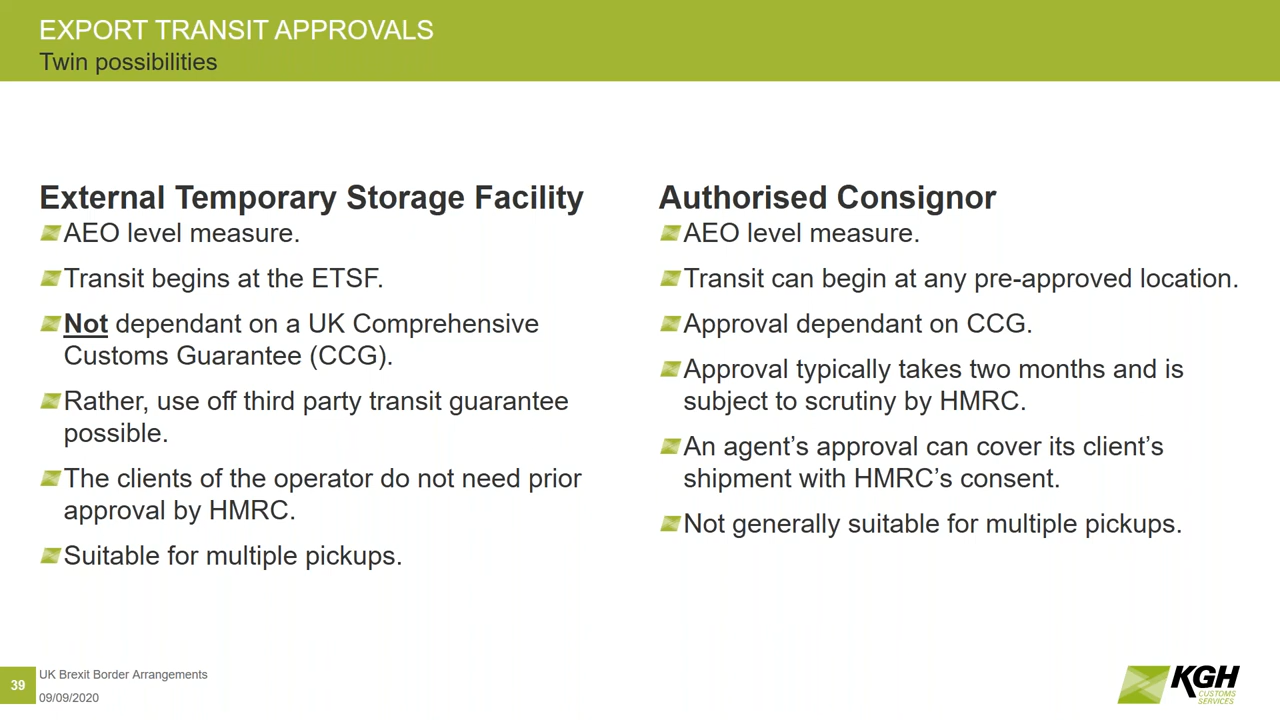 EXPORT TRANSIT APPROVALS
Twin possibilities
External Temporary Storage Facility
AEO level measure.
Transit begins at the ETSF.
Not dependant on a UK Comprehensive
Customs Guarantee (CCG).
Rather, use off third party transit guarantee
possible.
The clients of the operator do not need prior
approval by HMRC.
Suitable for multiple pickups.
Authorised Consignor
AEO level measure.
Transit can begin at any pre-approved location.
Approval dependant on CCG.
Approval typically takes two months and is
subject to scrutiny by HMRC.
An agent’s approval can cover its client’s
shipment with HMRC’s consent.
Not generally suitable for multiple pickups.
39
UK Brexit Border Arrangements
09/09/2020
KGH
CUSTOMS
SERVICES